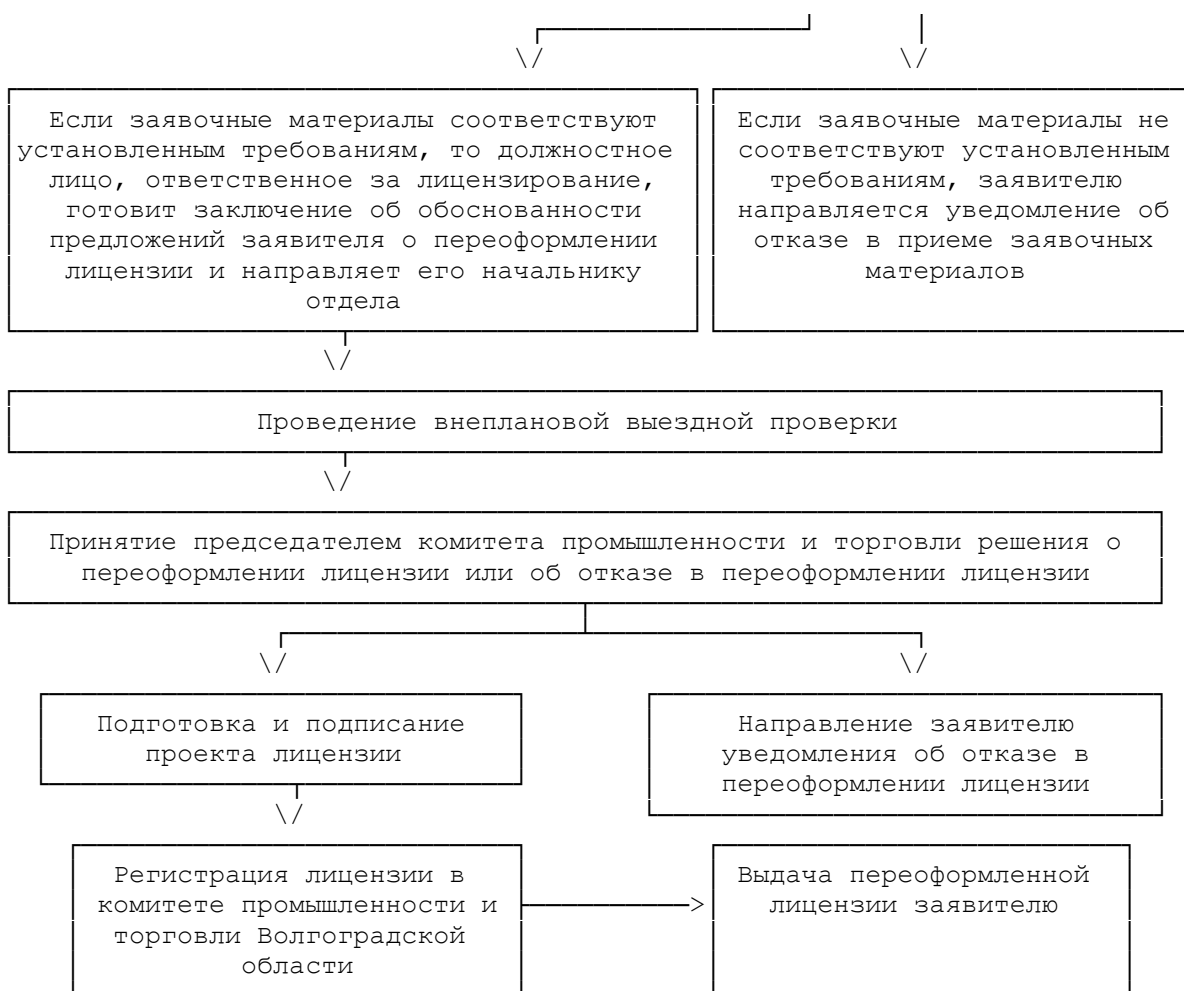 Если заявочные материалы соответствуют
установленным требованиям, то должностное
лицо, ответственное за лицензирование,
готовит заключение об обоснованности
предложений заявителя о переоформлении
лицензии и направляет его начальнику
отдела
Если заявочные материалы не
соответствуют установленным
требованиям, заявителю
направляется уведомление об
отказе в приеме заявочных
материалов
Проведение внеплановой выездной проверки
Принятие председателем комитета промышленности и торговли решения о
переоформлении лицензии или об отказе в переоформлении лицензии
Подготовка и подписание
проекта лицензии
Направление заявителю
уведомления об отказе в
переоформлении лицензии
Регистрация лицензии в
комитете промышленности и
торговли Волгоградской
области
Выдача переоформленной
лицензии заявителю